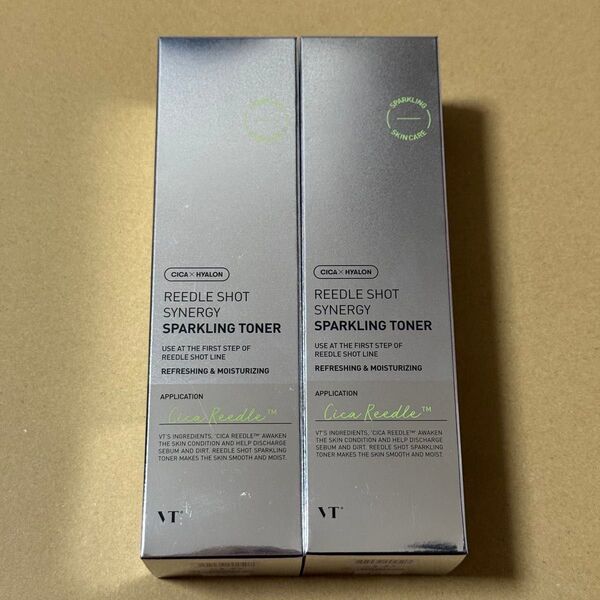 SPARKLING
SKIN CARE
CICA × HYALON
REEDLE SHOT
SYNERGY
SPARKLING TONER
USE AT THE FIRST STEP OF
REEDLE SHOT LINE
REFRESHING & MOISTURIZING
APPLICATION
Cica Reedle™
VT'S INGREDIENTS, 'CICA REEDLE™' AWAKEN
THE SKIN CONDITION AND HELP DISCHARGE
SEBUM AND DIRT. REEDLE SHOT SPARKLING
TONER MAKES THE SKIN SMOOTH AND MOIST.
VT
SPARKLING
SKIN CARE
CICA × HYALON
REEDLE SHOT
SYNERGY
SPARKLING TONER
USE AT THE FIRST STEP OF
REEDLE SHOT LINE
REFRESHING & MOISTURIZING
APPLICATION
Cica Reedle™
VT'S INGREDIENTS, 'CICA REEDLE™' AWAKEN
THE SKIN CONDITION AND HELP DISCHARGE
SEBUM AND DIRT. REEDLE SHOT SPARKLING
TONER MAKES THE SKIN SMOOTH AND MOIST.
VT